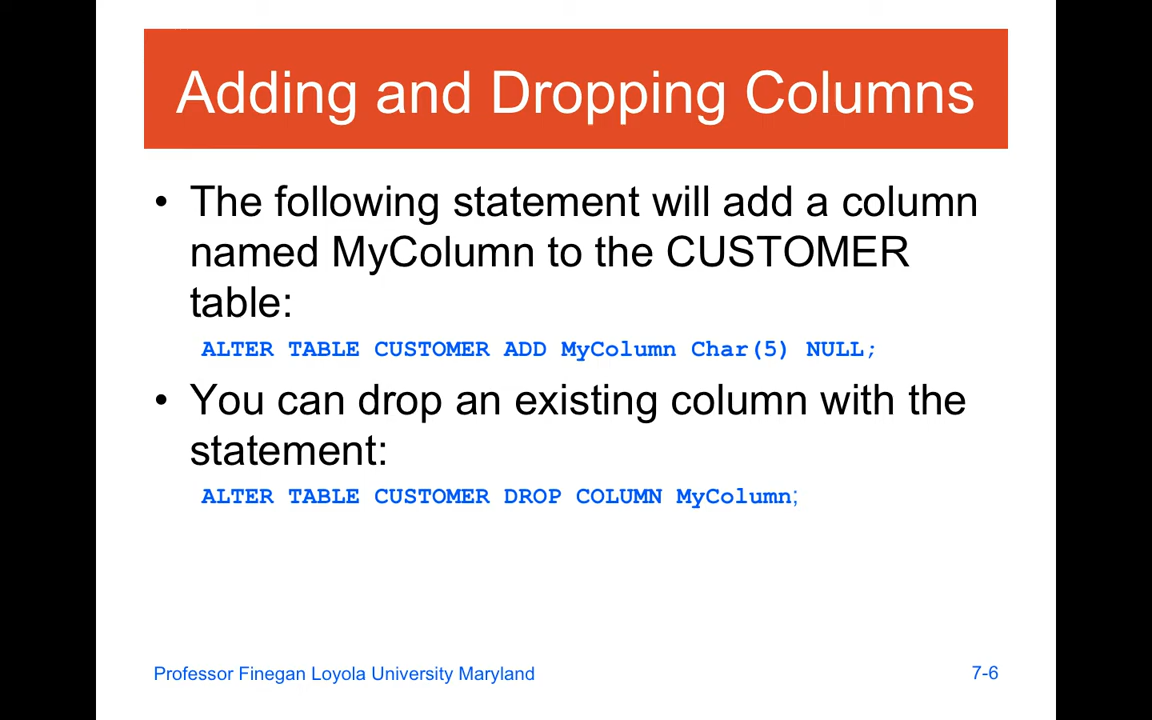 Adding and Dropping Columns
• The following statement will add a column
named MyColumn to the CUSTOMER
table:
ALTER TABLE CUSTOMER ADD MyColumn Char(5) NULL;
• You can drop an existing column with the
statement:
ALTER TABLE CUSTOMER DROP COLUMN MyColumn;
Professor Finegan Loyola University Maryland
7-6